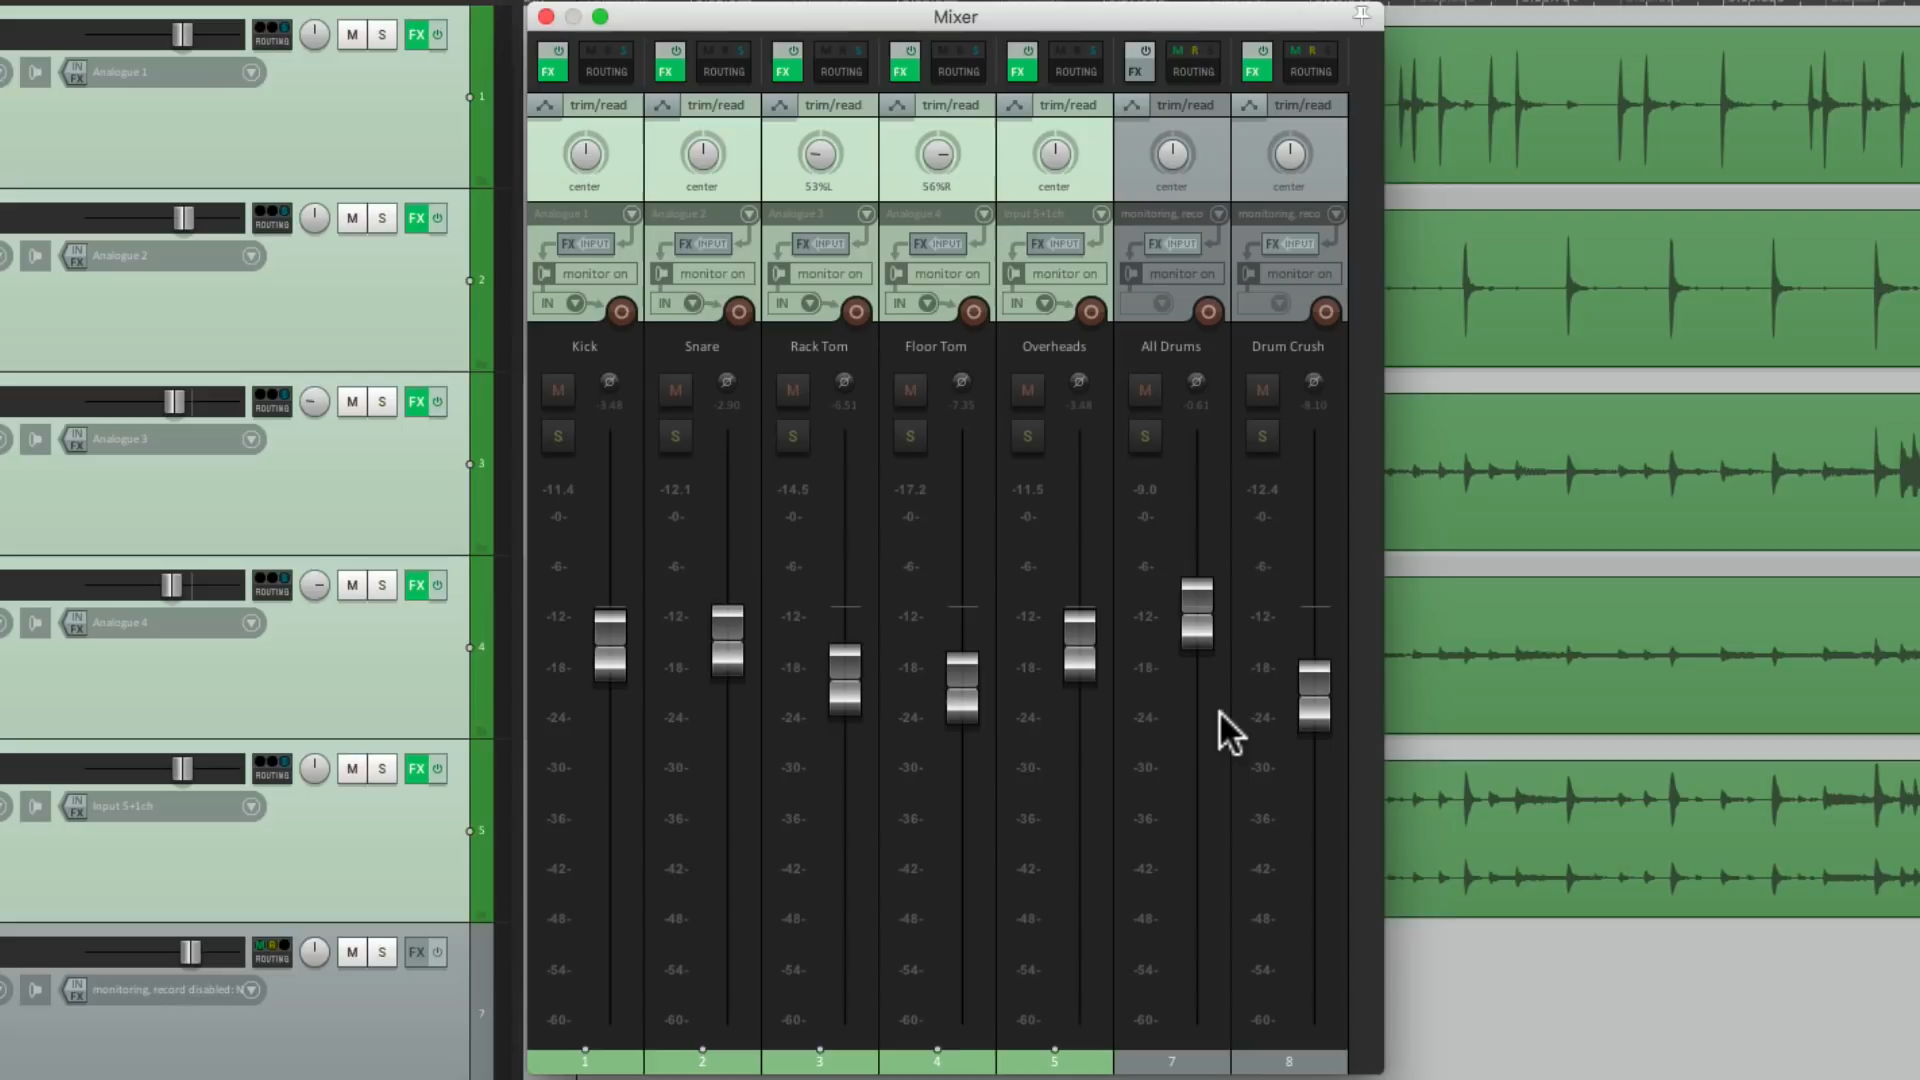 Mixer
M S FX
ROUTING
IN FX Analogue 1
1
M S FX
ROUTING
IN FX Analogue 2
2
M S FX
ROUTING
IN FX Analogue 3
3
M S FX
ROUTING
IN FX Analogue 4
4
M S FX
ROUTING
IN FX Input 5+1ch
5
M S FX
ROUTING
IN FX monitoring, record disabled: N
7
M R S M R S M R S M R S M R S M R S M R S
FX ROUTING FX ROUTING FX ROUTING FX ROUTING FX ROUTING FX ROUTING FX ROUTING
trim/read trim/read trim/read trim/read trim/read trim/read trim/read
center center 53%L 56%R center center center
Analogue 1 Analogue 2 Analogue 3 Analogue 4 Input 5+1ch monitoring, reco monitoring, reco
FX INPUT FX INPUT FX INPUT FX INPUT FX INPUT FX INPUT FX INPUT
monitor on monitor on monitor on monitor on monitor on monitor on monitor on
IN IN IN IN IN
Kick Snare Rack Tom Floor Tom Overheads All Drums Drum Crush
M M M M M M M
-3.48 -2.90 -6.51 -7.35 -3.48 -0.61 -8.10
S S S S S S S
-11.4 -12.1 -14.5 -17.2 -11.5 -9.0 -12.4
-0- -0- -0- -0- -0- -0- -0-
-6- -6- -6- -6- -6- -6- -6-
-12- -12- -12- -12- -12- -12- -12-
-18- -18- -18- -18- -18- -18- -18-
-24- -24- -24- -24- -24- -24- -24-
-30- -30- -30- -30- -30- -30- -30-
-36- -36- -36- -36- -36- -36- -36-
-42- -42- -42- -42- -42- -42- -42-
-48- -48- -48- -48- -48- -48- -48-
-54- -54- -54- -54- -54- -54- -54-
-60- -60- -60- -60- -60- -60- -60-
1 2 3 4 5 7 8